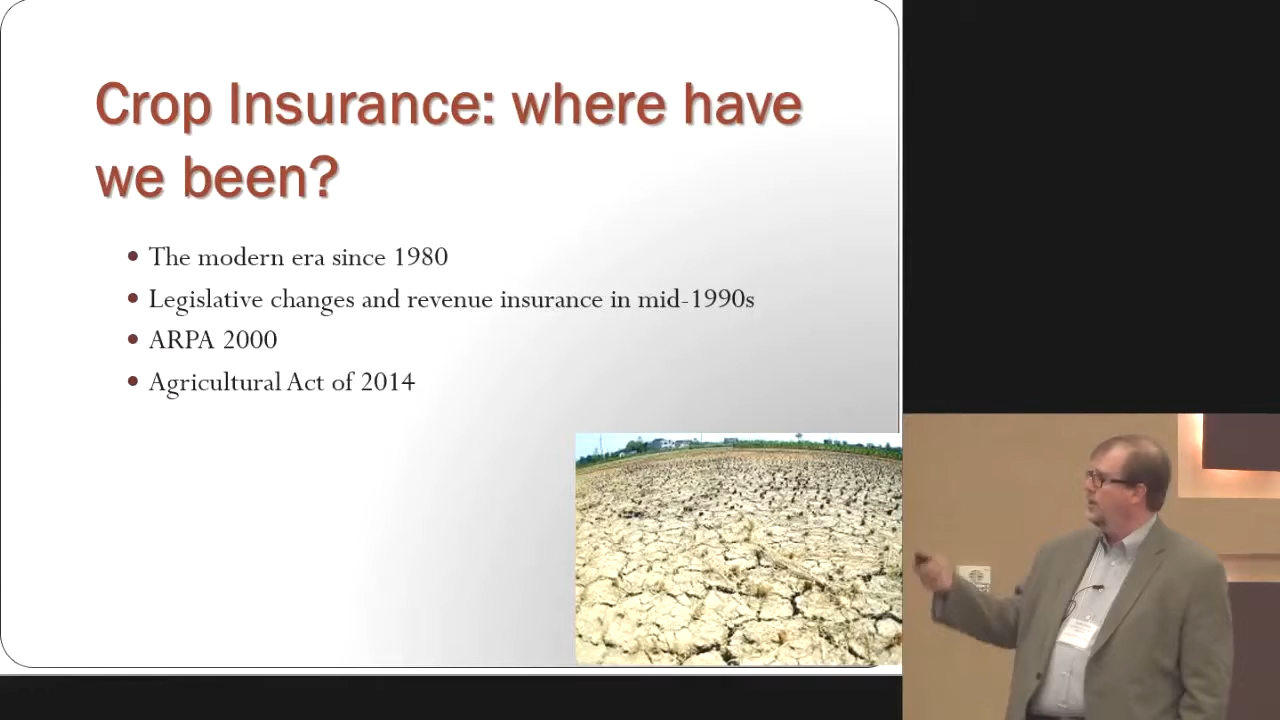 Crop Insurance: where have
we been?
The modern era since 1980
Legislative changes and revenue insurance in mid-1990s
ARPA 2000
Agricultural Act of 2014